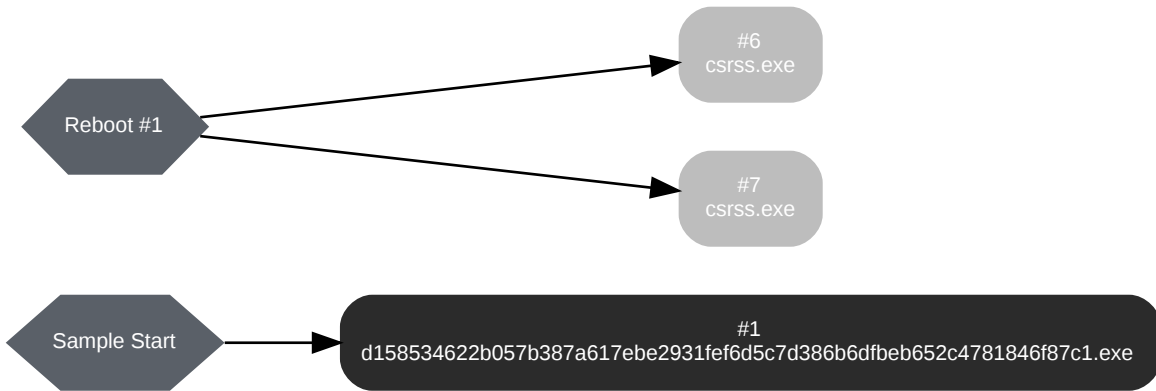 #6
csrss.exe
Reboot #1
#7
csrss.exe
Sample Start
#1
d158534622b057b387a617ebe2931fef6d5c7d386b6dfbeb652c4781846f87c1.exe